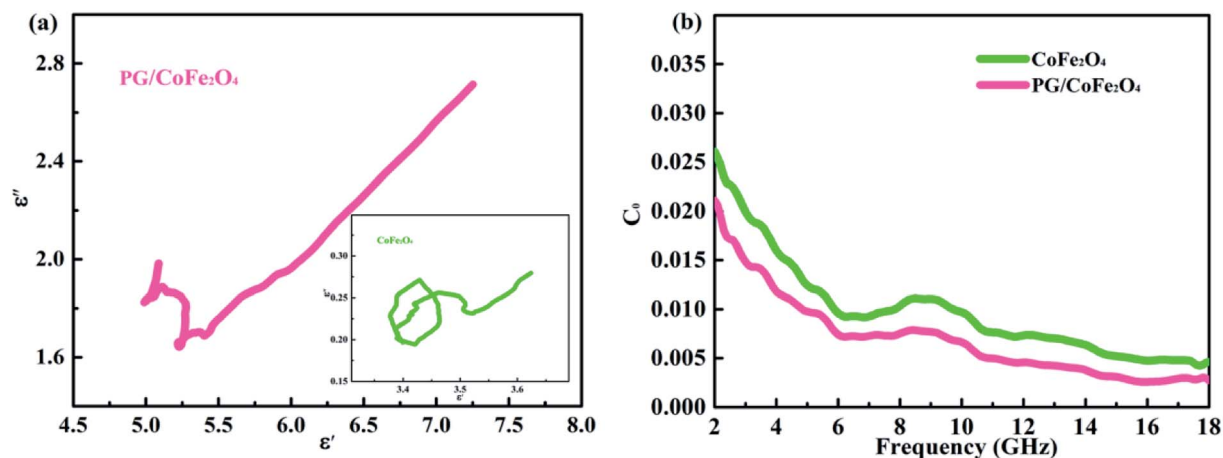 (a)
PG/CoFe₂O₄
ε″
2.8
2.4
2.0
1.6
4.5 5.0 5.5 6.0 6.5 7.0 7.5 8.0
ε′
CoFe₂O₄
0.30
0.25
0.20
0.15
3.4 3.5 3.6
ε′
(b)
CoFe₂O₄
PG/CoFe₂O₄
C₀
0.035
0.030
0.025
0.020
0.015
0.010
0.005
0.000
2 4 6 8 10 12 14 16 18
Frequency (GHz)